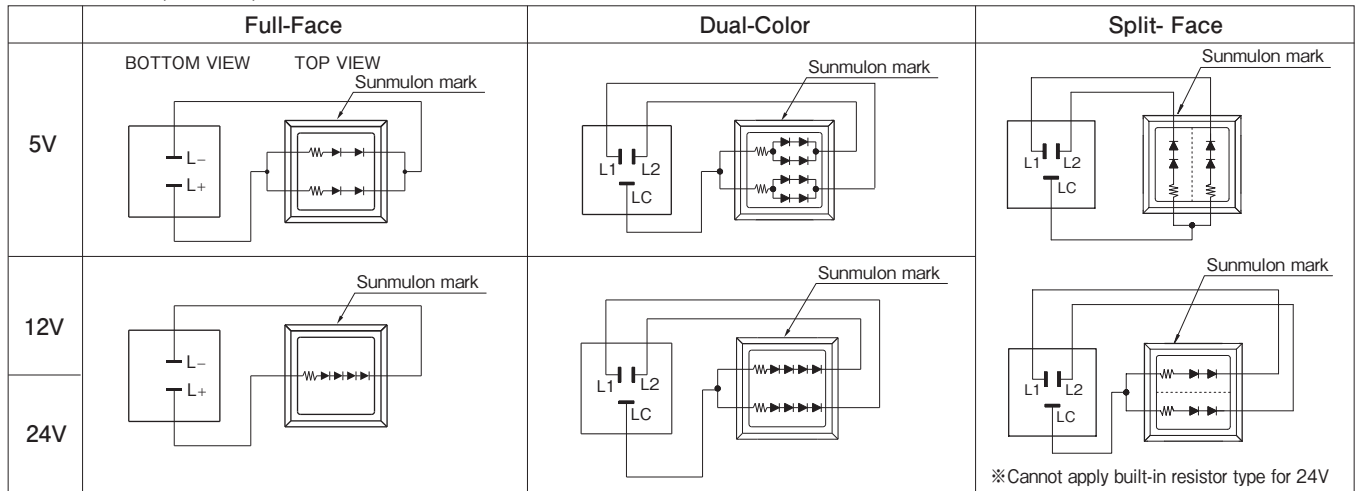 Full-Face
Dual-Color
Split- Face
5V
BOTTOM VIEW
TOP VIEW
Sunmulon mark
L−
L+
Sunmulon mark
L1
L2
LC
Sunmulon mark
L1
L2
LC
12V
24V
Sunmulon mark
L−
L+
Sunmulon mark
L1
L2
LC
Sunmulon mark
L1
L2
LC
※Cannot apply built-in resistor type for 24V